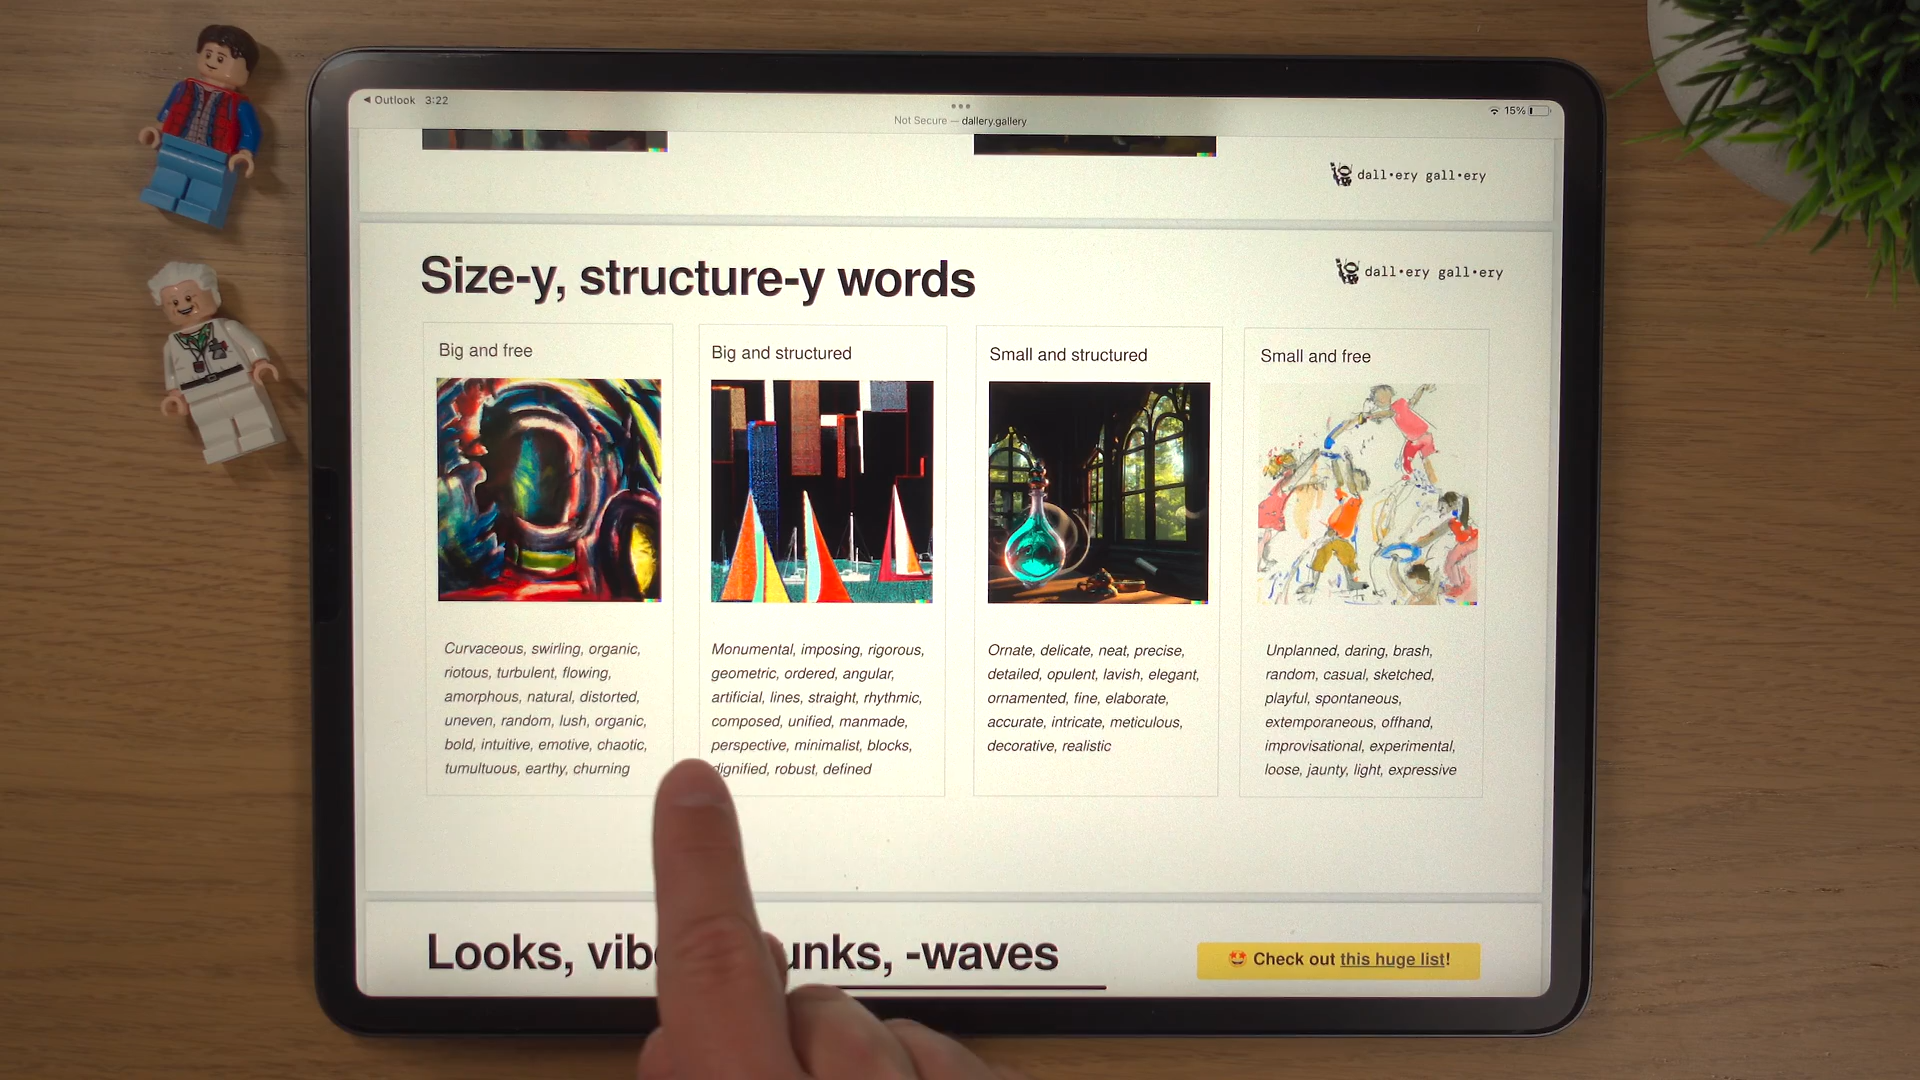 ◀ Outlook 3:22
•••
Not Secure — dallery.gallery
15%
dall•ery gall•ery
Size-y, structure-y words
dall•ery gall•ery
Big and free
Curvaceous, swirling, organic,
riotous, turbulent, flowing,
amorphous, natural, distorted,
uneven, random, lush, organic,
bold, intuitive, emotive, chaotic,
tumultuous, earthy, churning
Big and structured
Monumental, imposing, rigorous,
geometric, ordered, angular,
artificial, lines, straight, rhythmic,
composed, unified, manmade,
perspective, minimalist, blocks,
dignified, robust, defined
Small and structured
Ornate, delicate, neat, precise,
detailed, opulent, lavish, elegant,
ornamented, fine, elaborate,
accurate, intricate, meticulous,
decorative, realistic
Small and free
Unplanned, daring, brash,
random, casual, sketched,
playful, spontaneous,
extemporaneous, offhand,
improvisational, experimental,
loose, jaunty, light, expressive
Looks, -waves
Check out this huge list!